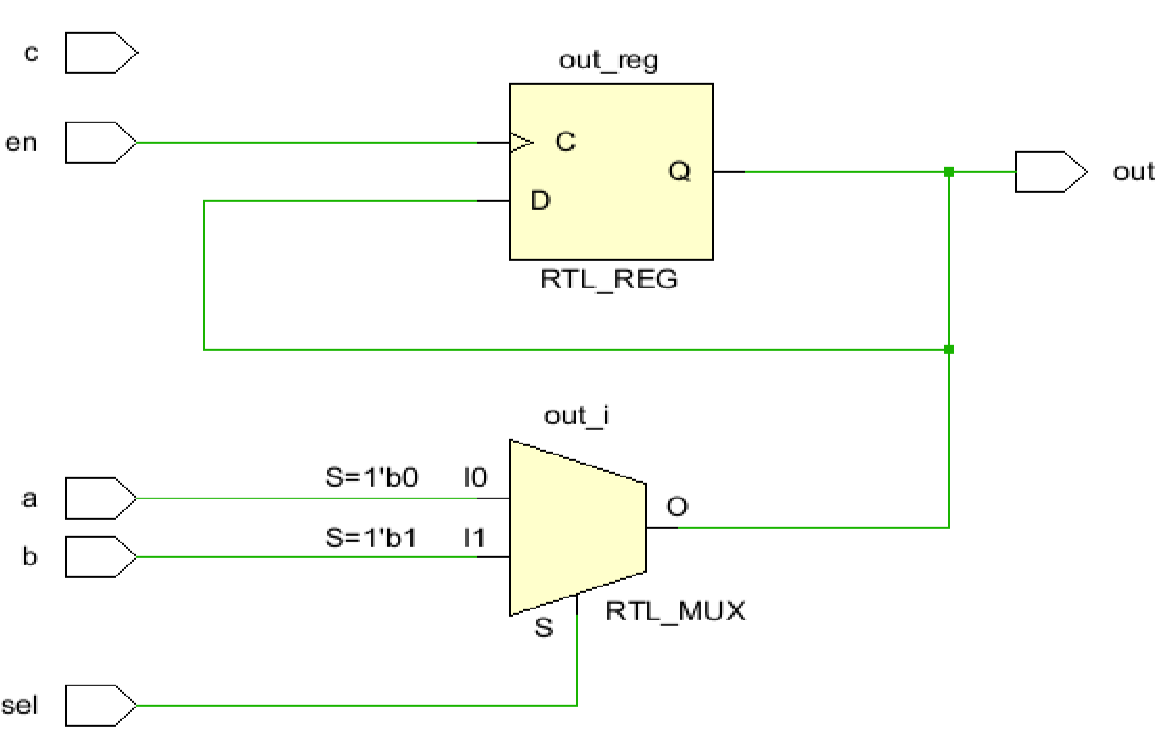 c
out_reg
en
C
Q
out
D
RTL_REG
out_i
a
S=1'b0
I0
O
b
S=1'b1
I1
RTL_MUX
S
sel